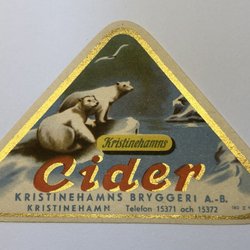 Kristinehamns
Cider
KRISTINEHAMNS BRYGGERI A.-B.
KRISTINEHAMN Telefon 15371 och 15372